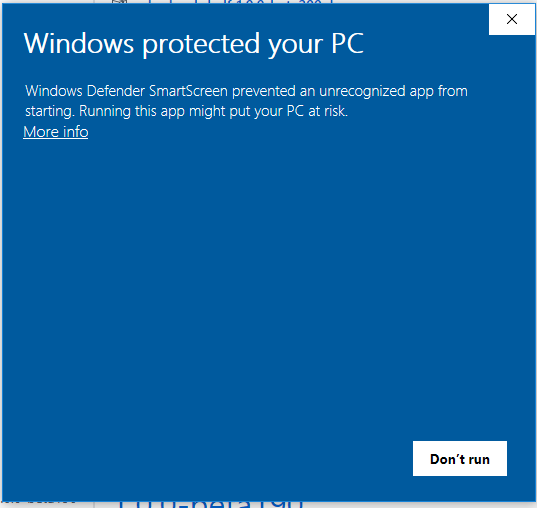 Windows protected your PC
Windows Defender SmartScreen prevented an unrecognized app from
starting. Running this app might put your PC at risk.
More info
Don't run